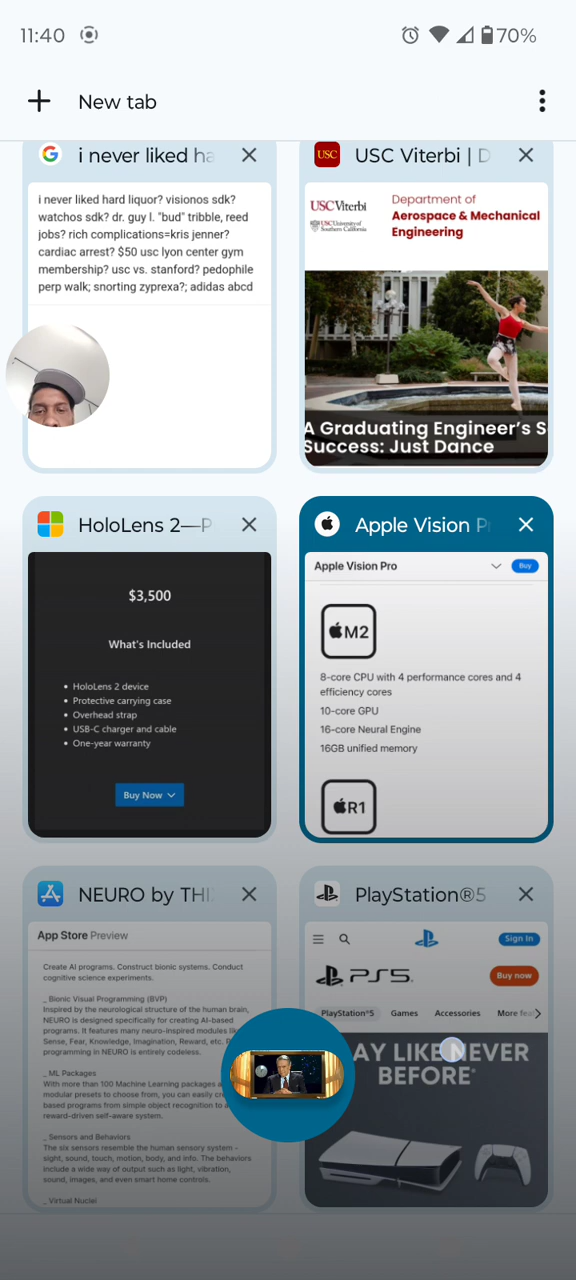 11:40
70%
New tab
i never liked ha
USC Viterbi | D
i never liked hard liquor? visionos sdk?
watchos sdk? dr. guy l. "bud" tribble, reed
jobs? rich complications=kris jenner?
cardiac arrest? $50 usc lyon center gym
membership? usc vs. stanford? pedophile
perp walk; snorting zyprexa?; adidas abcd
USC
USCViterbi
USC University of
Southern California
Department of
Aerospace & Mechanical
Engineering
A Graduating Engineer's S
Success: Just Dance
HoloLens 2—P
Apple Vision P
$3,500
What's Included
• HoloLens 2 device
• Protective carrying case
• Overhead strap
• USB-C charger and cable
• One-year warranty
Buy Now
Apple Vision Pro
Buy
M2
8-core CPU with 4 performance cores and 4
efficiency cores
10-core GPU
16-core Neural Engine
16GB unified memory
R1
NEURO by THI
PlayStation®5
App Store Preview
Create AI programs. Construct bionic systems. Conduct
cognitive science experiments.
_ Bionic Visual Programming (BVP)
Inspired by the neurological structure of the human brain,
NEURO is designed specifically for creating AI-based
programs. It features many neuro-inspired modules
Sense, Fear, Knowledge, Imagination, Reward, etc.
programming in NEURO is entirely codeless.
_ ML Packages
With more than 100 Machine Learning packages
modular presets to choose from, you can easily
based programs from simple object recognition to
reward-driven self-aware system.
_ Sensors and Behaviors
The six sensors resemble the human sensory system -
sight, sound, touch, motion, body, and info. The behaviors
include a wide way of output such as light, vibration,
sound, images, and even smart home controls.
_ Virtual Nuclei
Sign In
PS5
Buy now
PlayStation®5
Games
Accessories
More fea
AY LIKE NEVER
BEFORE